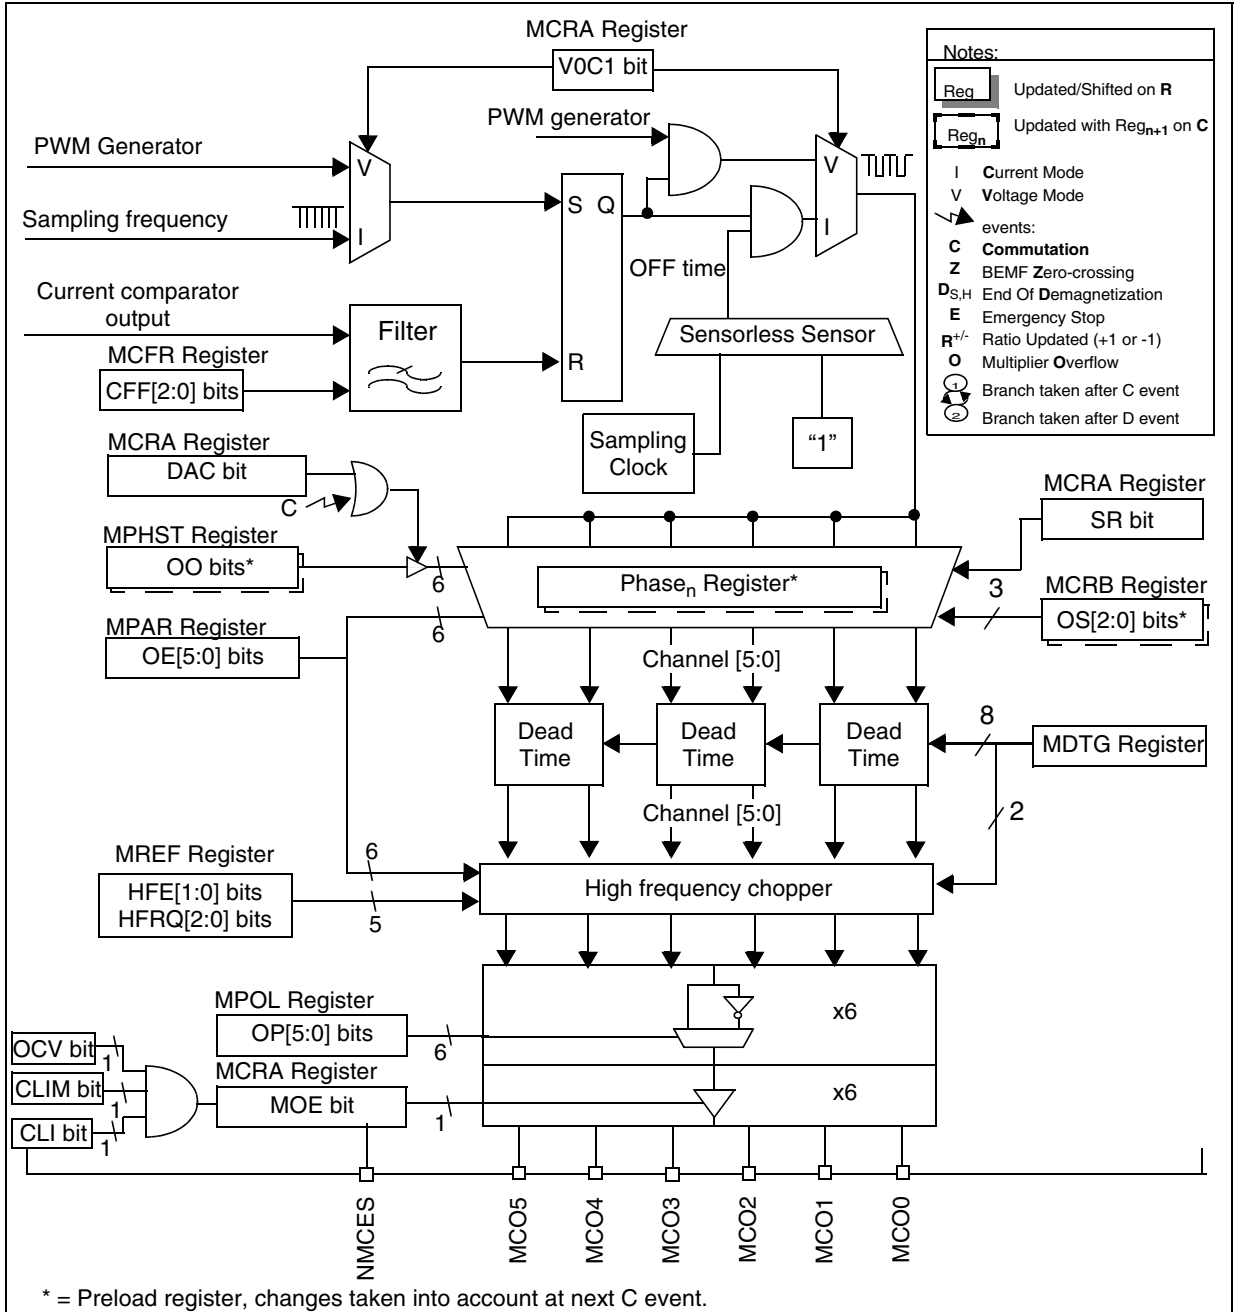 MCRA Register
V0C1 bit
PWM generator
PWM Generator
V
V
Sampling frequency
I
S Q
I
OFF time
Current comparator
output
Filter
Sensorless Sensor
MCFR Register
R
CFF[2:0] bits
Sampling
Clock
“1”
Notes:
Reg
Updated/Shifted on R
Regn
Updated with Regn+1 on C
I Current Mode
V Voltage Mode
events:
C Commutation
Z BEMF Zero-crossing
DS,H End Of Demagnetization
E Emergency Stop
R+/- Ratio Updated (+1 or -1)
O Multiplier Overflow
1
Branch taken after C event
2
Branch taken after D event
MCRA Register
DAC bit
C
MCRA Register
SR bit
MPHST Register
OO bits*
6
Phasen Register*
3
MCRB Register
OS[2:0] bits*
MPAR Register
OE[5:0] bits
6
Channel [5:0]
Dead
Time
Dead
Time
Dead
Time
8
MDTG Register
Channel [5:0]
2
MREF Register
HFE[1:0] bits
HFRQ[2:0] bits
6
5
High frequency chopper
MPOL Register
OP[5:0] bits
6
x6
OCV bit
1
CLIM bit
1
CLI bit
1
MCRA Register
MOE bit
1
x6
NMCES
MCO5
MCO4
MCO3
MCO2
MCO1
MCO0
* = Preload register, changes taken into account at next C event.